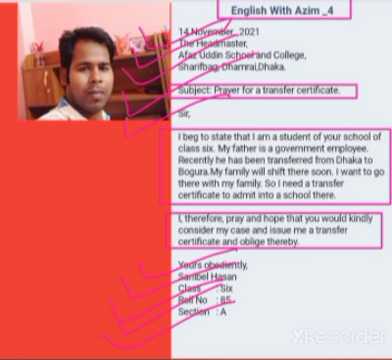 English With Azim _4
14 November, 2021
The Headmaster,
Afaz Uddin School and College,
Sharifbag, Dhamrai,Dhaka.
Subject: Prayer for a transfer certificate.
Sir,
I beg to state that I am a student of your school of
class six. My father is a government employee.
Recently he has been transferred from Dhaka to
Bogura.My family will shift there soon. I want to go
there with my family. So I need a transfer
certificate to admit into a school there.
I, therefore, pray and hope that you would kindly
consider my case and issue me a transfer
certificate and oblige thereby.
Yours obediently,
Hasan
Class : Six
Roll No : 85
Section : A
XRecorder